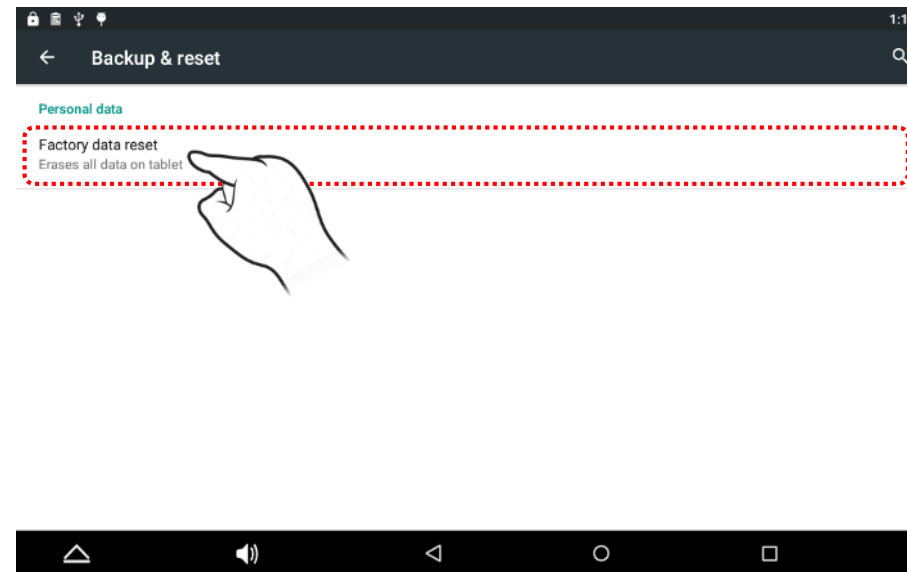 1:1
Backup & reset
Personal data
Factory data reset
Erases all data on tablet